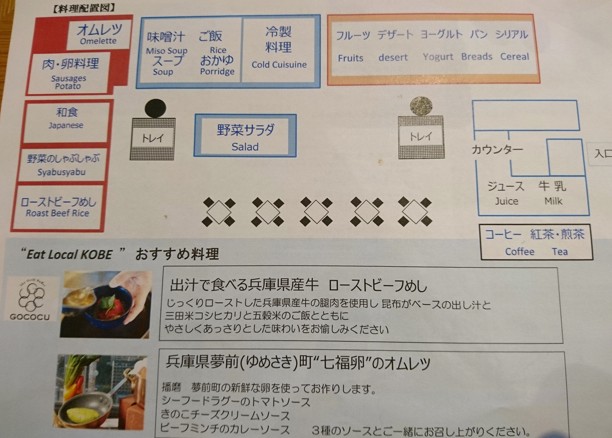 【料理配置図】
オムレツ
Omelette
肉・卵料理
Sausages
Potato
味噌汁 ご飯
Miso Soup Rice
スープ おかゆ
Soup Porridge
冷製
料理
Cold Cuisuine
フルーツ デザート ヨーグルト パン シリアル
Fruits desert Yogurt Breads Cereal
和食
Japanese
野菜のしゃぶしゃぶ
Syabusyabu
ローストビーフめし
Roast Beef Rice
トレイ
野菜サラダ
Salad
トレイ
カウンター
入口
ジュース 牛乳
Juice Milk
コーヒー 紅茶・煎茶
Coffee Tea
“Eat Local KOBE ” おすすめ料理
GOCOCU
出汁で食べる兵庫県産牛 ローストビーフめし
じっくりローストした兵庫県産牛の腿肉を使用し 昆布がベースの出し汁と
三田米コシヒカリと五穀米のご飯とともに
やさしくあっさりとした味わいをお愉しみください
兵庫県夢前(ゆめさき)町“七福卵”のオムレツ
播磨 夢前町の新鮮な卵を使ってお作りします。
シーフードラグーのトマトソース
きのこチーズクリームソース
ビーフミンチのカレーソース 3種のソースとご一緒にお召し上がりください。